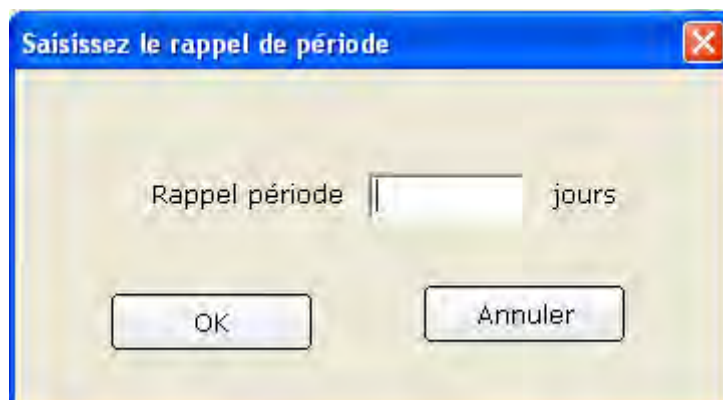 Saisissez le rappel de période
Rappel période jours
OK Annuler